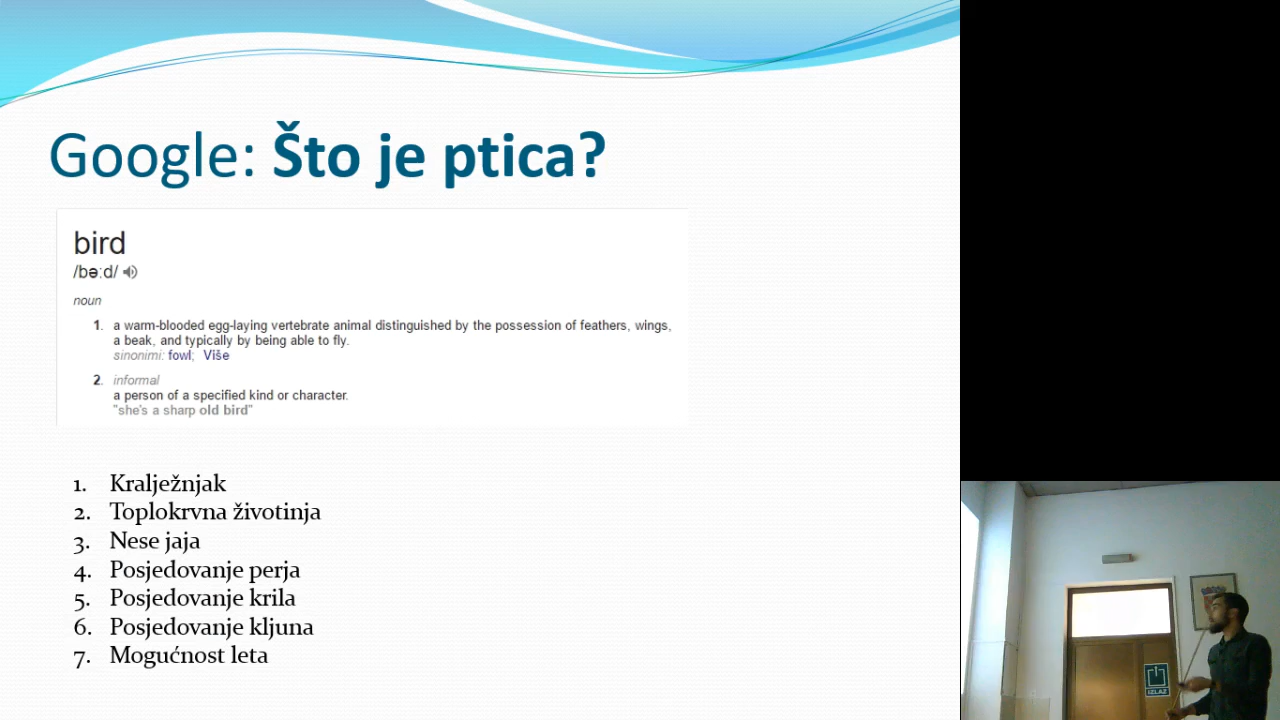 Google: Što je ptica?
bird
/bəːd/
noun
1. a warm-blooded egg-laying vertebrate animal distinguished by the possession of feathers, wings,
a beak, and typically by being able to fly.
sinonimi: fowl; Više
2. informal
a person of a specified kind or character.
"she's a sharp old bird"
1. Kralježnjak
2. Toplokrvna životinja
3. Nese jaja
4. Posjedovanje perja
5. Posjedovanje krila
6. Posjedovanje kljuna
7. Mogućnost leta
IZLAZ